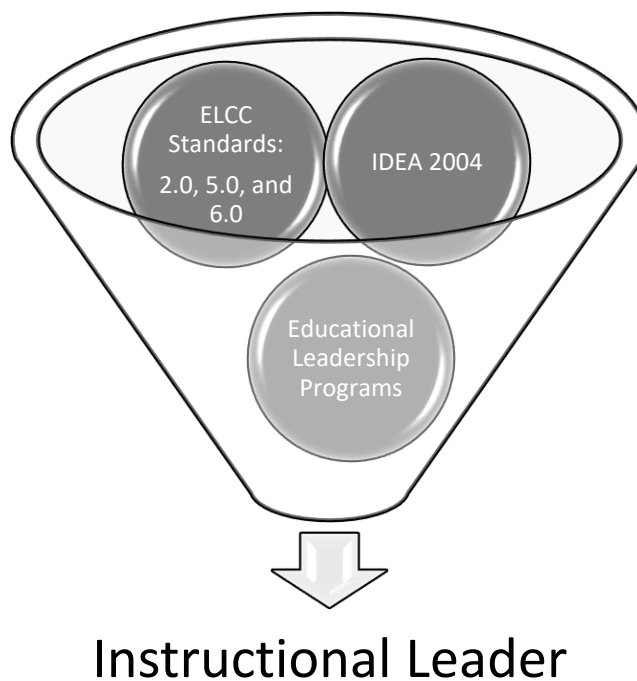 ELCC
Standards:
2.0, 5.0, and
6.0
IDEA 2004
Educational
Leadership
Programs
Instructional Leader